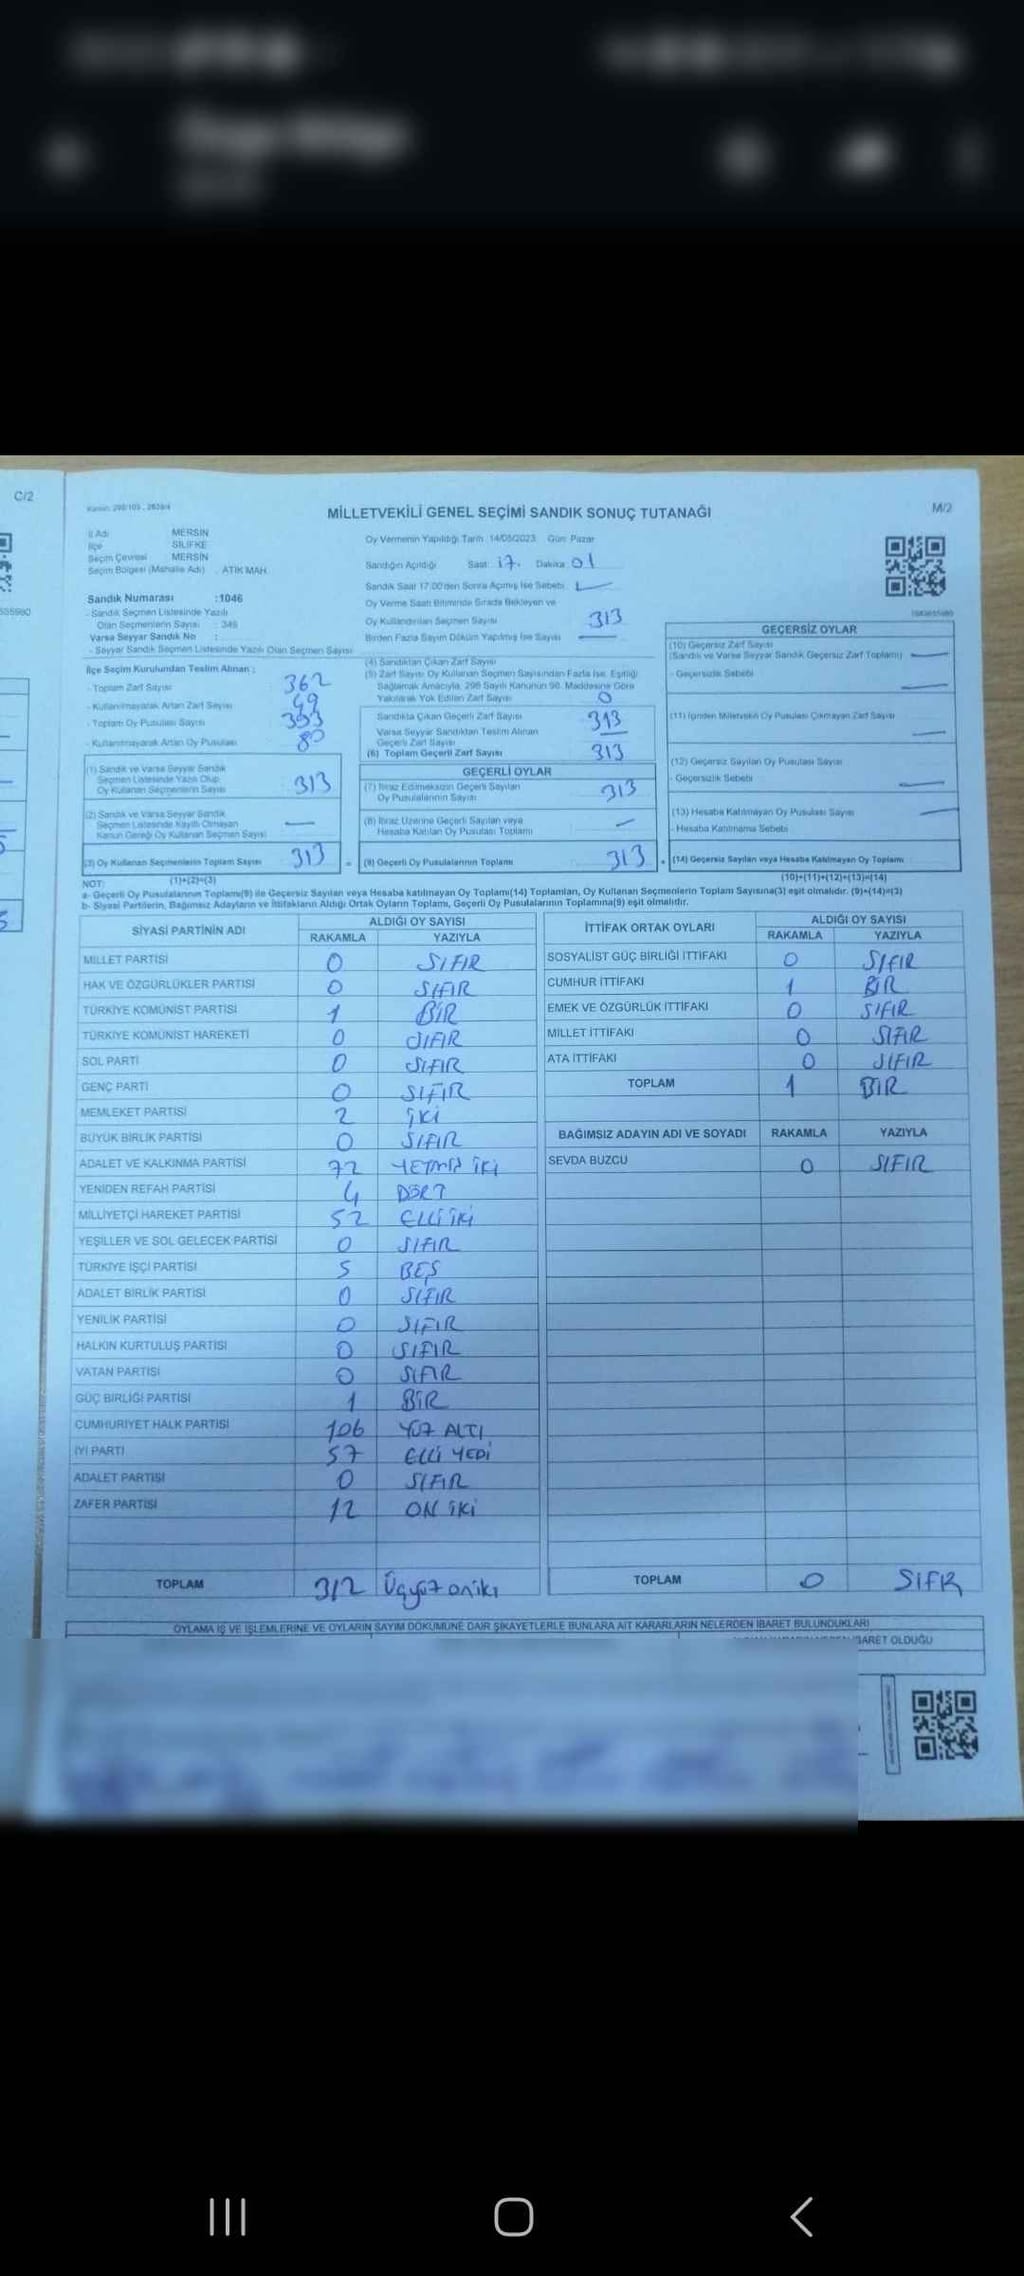 C/2
Kanun: 298/105, 2839/4
MİLLETVEKİLİ GENEL SEÇİMİ SANDIK SONUÇ TUTANAĞI
M/2
İl Adı MERSİN
İlçe SİLİFKE
Seçim Çevresi MERSİN
Seçim Bölgesi (Mahalle Adı) . ATİK MAH.
Sandık Numarası :1046
- Sandık Seçmen Listesinde Yazılı
Olan Seçmenlerin Sayısı : 346
Varsa Seyyar Sandık No :
- Seyyar Sandık Seçmen Listesinde Yazılı Olan Seçmen Sayısı
Oy Vermenin Yapıldığı Tarih :14/05/2023 Gün: Pazar
Sandığın Açıldığı Saat: 17. Dakika 01
Sandık Saat 17:00'den Sonra Açılmış İse Sebebi
Oy Verme Saati Bitiminde Sırada Bekleyen ve
Oy Kullandırılan Seçmen Sayısı 313
Birden Fazla Sayım Döküm Yapılmış İse Sayısı
İlçe Seçim Kurulundan Teslim Alınan :
- Toplam Zarf Sayısı 362
- Kullanılmayarak Artan Zarf Sayısı 49
- Toplam Oy Pusulası Sayısı 393
- Kullanılmayarak Artan Oy Pusulası 80
(4) Sandıktan Çıkan Zarf Sayısı
(5) Zarf Sayısı Oy Kullanan Seçmen Sayısından Fazla İse, Eşitliği
Sağlamak Amacıyla, 298 Sayılı Kanunun 98. Maddesine Göre
Yakılarak Yok Edilen Zarf Sayısı 0
Sandıkta Çıkan Geçerli Zarf Sayısı 313
Varsa Seyyar Sandıktan Teslim Alınan
Geçerli Zarf Sayısı
(6) Toplam Geçerli Zarf Sayısı 313
GEÇERSİZ OYLAR
(10) Geçersiz Zarf Sayısı
(Sandık ve Varsa Seyyar Sandık Geçersiz Zarf Toplamı)
- Geçersizlik Sebebi
(11) İçinden Milletvekili Oy Pusulası Çıkmayan Zarf Sayısı
(12) Geçersiz Sayılan Oy Pusulası Sayısı
- Geçersizlik Sebebi
(13) Hesaba Katılmayan Oy Pusulası Sayısı
- Hesaba Katılmama Sebebi
(14) Geçersiz Sayılan veya Hesaba Katılmayan Oy Toplamı
(10)+(11)+(12)+(13)=(14)
(1) Sandık ve Varsa Seyyar Sandık
Seçmen Listesinde Yazılı Olup
Oy Kullanan Seçmenlerin Sayısı 313
(2) Sandık ve Varsa Seyyar Sandık
Seçmen Listesinde Kayıtlı Olmayan
Kanun Gereği Oy Kullanan Seçmen Sayısı
(3) Oy Kullanan Seçmenlerin Toplam Sayısı 313
(1)+(2)=(3)
GEÇERLİ OYLAR
(7) İtiraz Edilmeksizin Geçerli Sayılan
Oy Pusulalarının Sayısı 313
(8) İtiraz Üzerine Geçerli Sayılan veya
Hesaba Katılan Oy Pusulası Toplamı
(9) Geçerli Oy Pusulalarının Toplamı 313
NOT:
a- Geçerli Oy Pusulalarının Toplamı(9) ile Geçersiz Sayılan veya Hesaba katılmayan Oy Toplamı(14) Toplamları, Oy Kullanan Seçmenlerin Toplam Sayısına(3) eşit olmalıdır. (9)+(14)=(3)
b- Siyasi Partilerin, Bağımsız Adayların ve İttifakların Aldığı Ortak Oyların Toplamı, Geçerli Oy Pusulalarının Toplamına(9) eşit olmalıdır.
SİYASİ PARTİNİN ADI ALDIĞI OY SAYISI
RAKAMLA YAZIYLA
MİLLET PARTİSİ 0 SIFIR
HAK VE ÖZGÜRLÜKLER PARTİSİ 0 SIFIR
TÜRKİYE KOMÜNİST PARTİSİ 1 BİR
TÜRKİYE KOMÜNİST HAREKETİ 0 SIFIR
SOL PARTİ 0 SIFIR
GENÇ PARTİ 0 SIFIR
MEMLEKET PARTİSİ 2 İKİ
BÜYÜK BİRLİK PARTİSİ 0 SIFIR
ADALET VE KALKINMA PARTİSİ 72 YETMİŞ İKİ
YENİDEN REFAH PARTİSİ 4 DÖRT
MİLLİYETÇİ HAREKET PARTİSİ 52 ELLİ İKİ
YEŞİLLER VE SOL GELECEK PARTİSİ 0 SIFIR
TÜRKİYE İŞÇİ PARTİSİ 5 BEŞ
ADALET BİRLİK PARTİSİ 0 SIFIR
YENİLİK PARTİSİ 0 SIFIR
HALKIN KURTULUŞ PARTİSİ 0 SIFIR
VATAN PARTİSİ 0 SIFIR
GÜÇ BİRLİĞİ PARTİSİ 1 BİR
CUMHURİYET HALK PARTİSİ 106 YÜZ ALTI
İYİ PARTİ 57 ELLİ YEDİ
ADALET PARTİSİ 0 SIFIR
ZAFER PARTİSİ 12 ON İKİ
TOPLAM 312 Üçyüz oniki
İTTİFAK ORTAK OYLARI ALDIĞI OY SAYISI
RAKAMLA YAZIYLA
SOSYALİST GÜÇ BİRLİĞİ İTTİFAKI 0 SIFIR
CUMHUR İTTİFAKI 1 BİR
EMEK VE ÖZGÜRLÜK İTTİFAKI 0 SIFIR
MİLLET İTTİFAKI 0 SIFIR
ATA İTTİFAKI 0 SIFIR
TOPLAM 1 BİR
BAĞIMSIZ ADAYIN ADI VE SOYADI RAKAMLA YAZIYLA
SEVDA BUZCU 0 SIFIR
TOPLAM 0 SIFIR
OYLAMA İŞ VE İŞLEMLERİNE VE OYLARIN SAYIM DÖKÜMÜNE DAİR ŞİKAYETLERLE BUNLARA AİT KARARLARIN NELERDEN İBARET BULUNDUKLARI
OLDUĞU